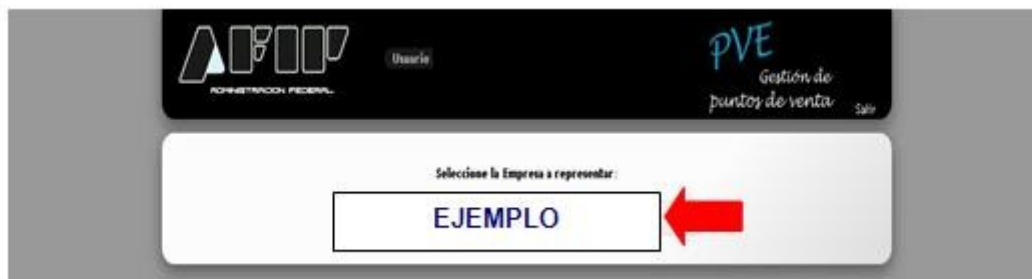 AFIP
ADMINISTRACION FEDERAL
Usuario
PVE
Gestión de
puntos de venta
Salir
Seleccione la Empresa a representar:
EJEMPLO